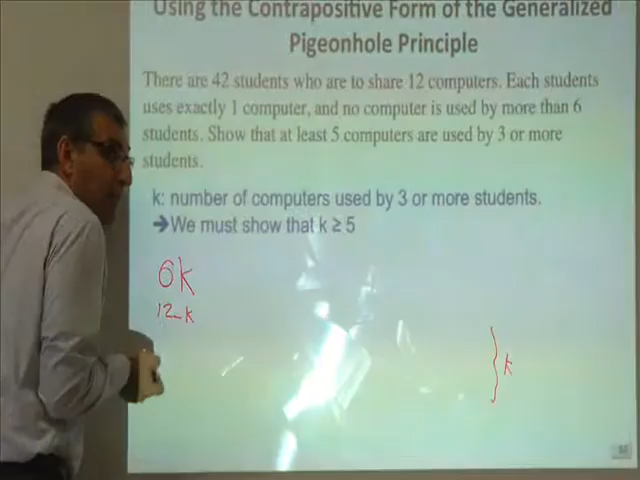 Using the Contrapositive Form of the Generalized
Pigeonhole Principle
There are 42 students who are to share 12 computers. Each students
uses exactly 1 computer, and no computer is used by more than 6
students. Show that at least 5 computers are used by 3 or more
students.
k: number of computers used by 3 or more students.
➔We must show that k ≥ 5
6k
12-k
} k